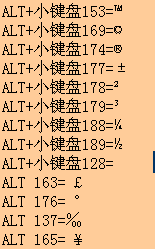 ALT+小键盘153=™
ALT+小键盘169=©
ALT+小键盘174=®
ALT+小键盘177=±
ALT+小键盘178=²
ALT+小键盘179=³
ALT+小键盘188=¼
ALT+小键盘189=½
ALT+小键盘128=
ALT 163= £
ALT 176= °
ALT 137=‰
ALT 165= ¥